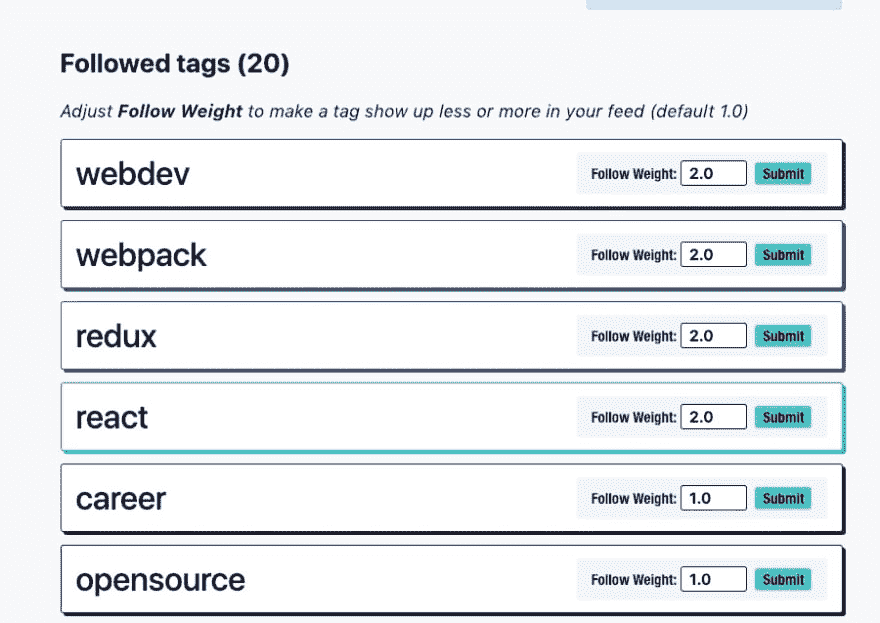 Followed tags (20)
Adjust Follow Weight to make a tag show up less or more in your feed (default 1.0)
webdev Follow Weight: 2.0 Submit
webpack Follow Weight: 2.0 Submit
redux Follow Weight: 2.0 Submit
react Follow Weight: 2.0 Submit
career Follow Weight: 1.0 Submit
opensource Follow Weight: 1.0 Submit